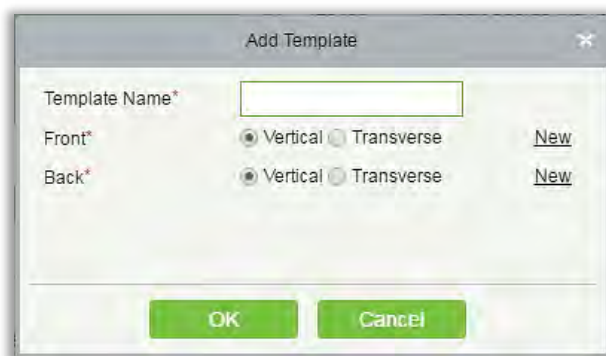 Add Template
Template Name*
Front* Vertical Transverse New
Back* Vertical Transverse New
OK Cancel